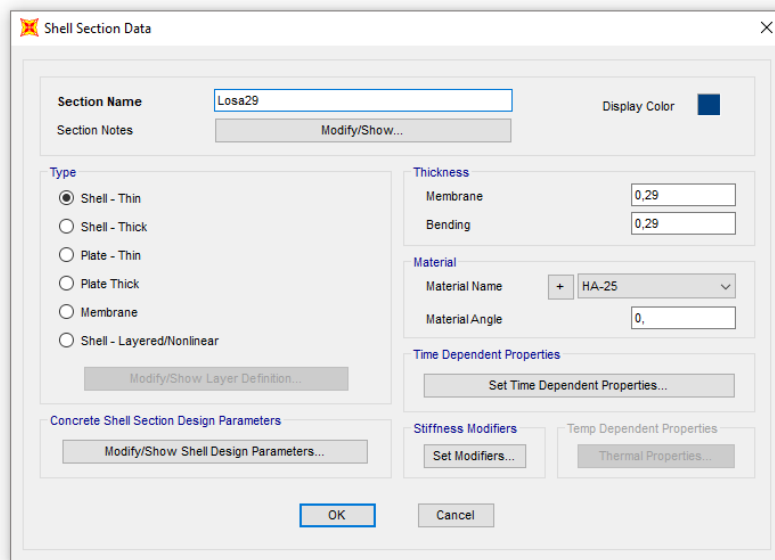 Shell Section Data
Section Name
Losa29
Display Color
Section Notes
Modify/Show...
Type
Shell - Thin
Shell - Thick
Plate - Thin
Plate Thick
Membrane
Shell - Layered/Nonlinear
Modify/Show Layer Definition...
Thickness
Membrane
0,29
Bending
0,29
Material
Material Name
+
HA-25
Material Angle
0,
Time Dependent Properties
Set Time Dependent Properties...
Concrete Shell Section Design Parameters
Modify/Show Shell Design Parameters...
Stiffness Modifiers
Set Modifiers...
Temp Dependent Properties
Thermal Properties...
OK
Cancel